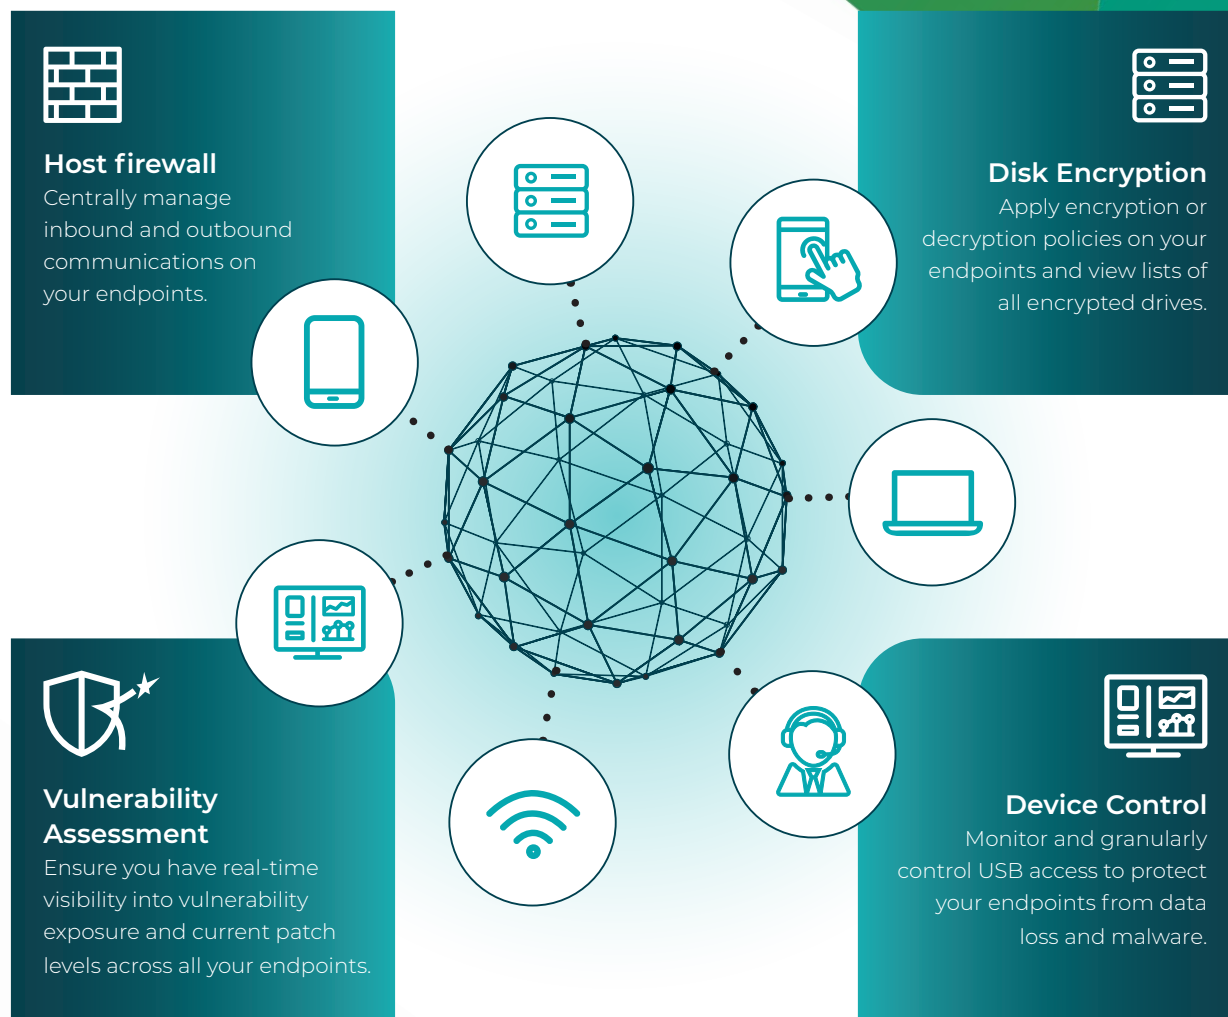 Host firewall
Centrally manage
inbound and outbound
communications on
your endpoints.
Disk Encryption
Apply encryption or
decryption policies on your
endpoints and view lists of
all encrypted drives.
Vulnerability
Assessment
Ensure you have real-time
visibility into vulnerability
exposure and current patch
levels across all your endpoints.
Device Control
Monitor and granularly
control USB access to protect
your endpoints from data
loss and malware.